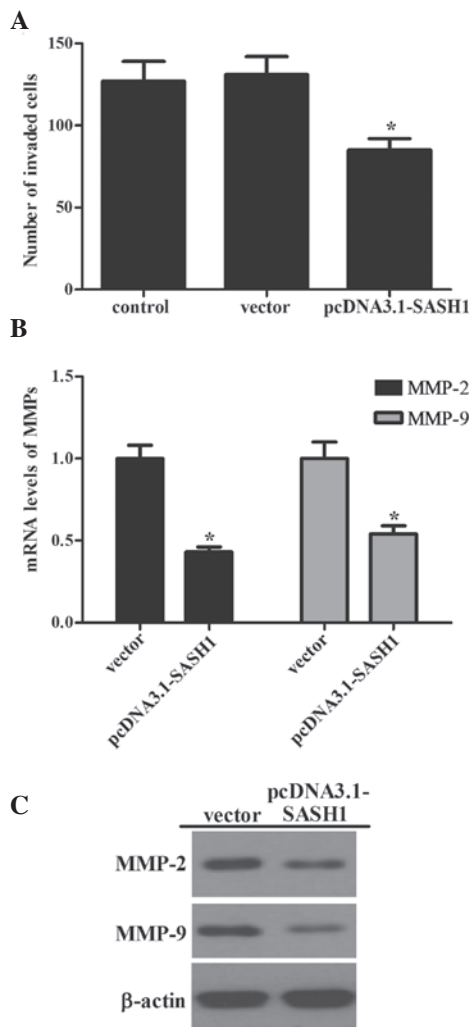 A
Number of invaded cells
150
100
50
0
*
control
vector
pcDNA3.1-SASH1
B
mRNA levels of MMPs
1.5
1.0
0.5
0.0
MMP-2
MMP-9
*
*
vector
pcDNA3.1-SASH1
vector
pcDNA3.1-SASH1
C
vector
pcDNA3.1-
SASH1
MMP-2
MMP-9
β-actin